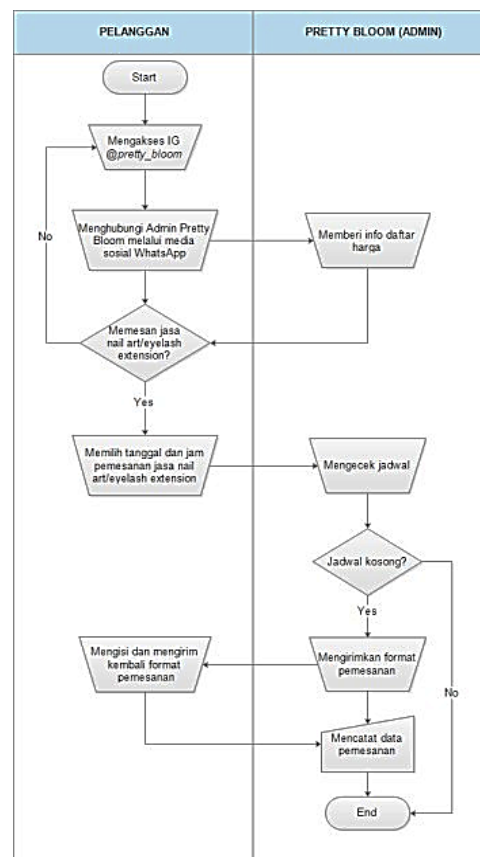 PELANGGAN
PRETTY BLOOM (ADMIN)
Start
Mengakses IG
@pretty_bloom
No
Menghubungi Admin Pretty
Bloom melalui media
sosial WhatsApp
Memberi info daftar
harga
Memesan jasa
nail art/eyelash
extension?
Yes
Memilih tanggal dan jam
pemesanan jasa nail
art/eyelash extension
Mengecek jadwal
Jadwal kosong?
Yes
Mengisi dan mengirim
kembali format
pemesanan
Mengirimkan format
pemesanan
No
Mencatat data
pemesanan
End